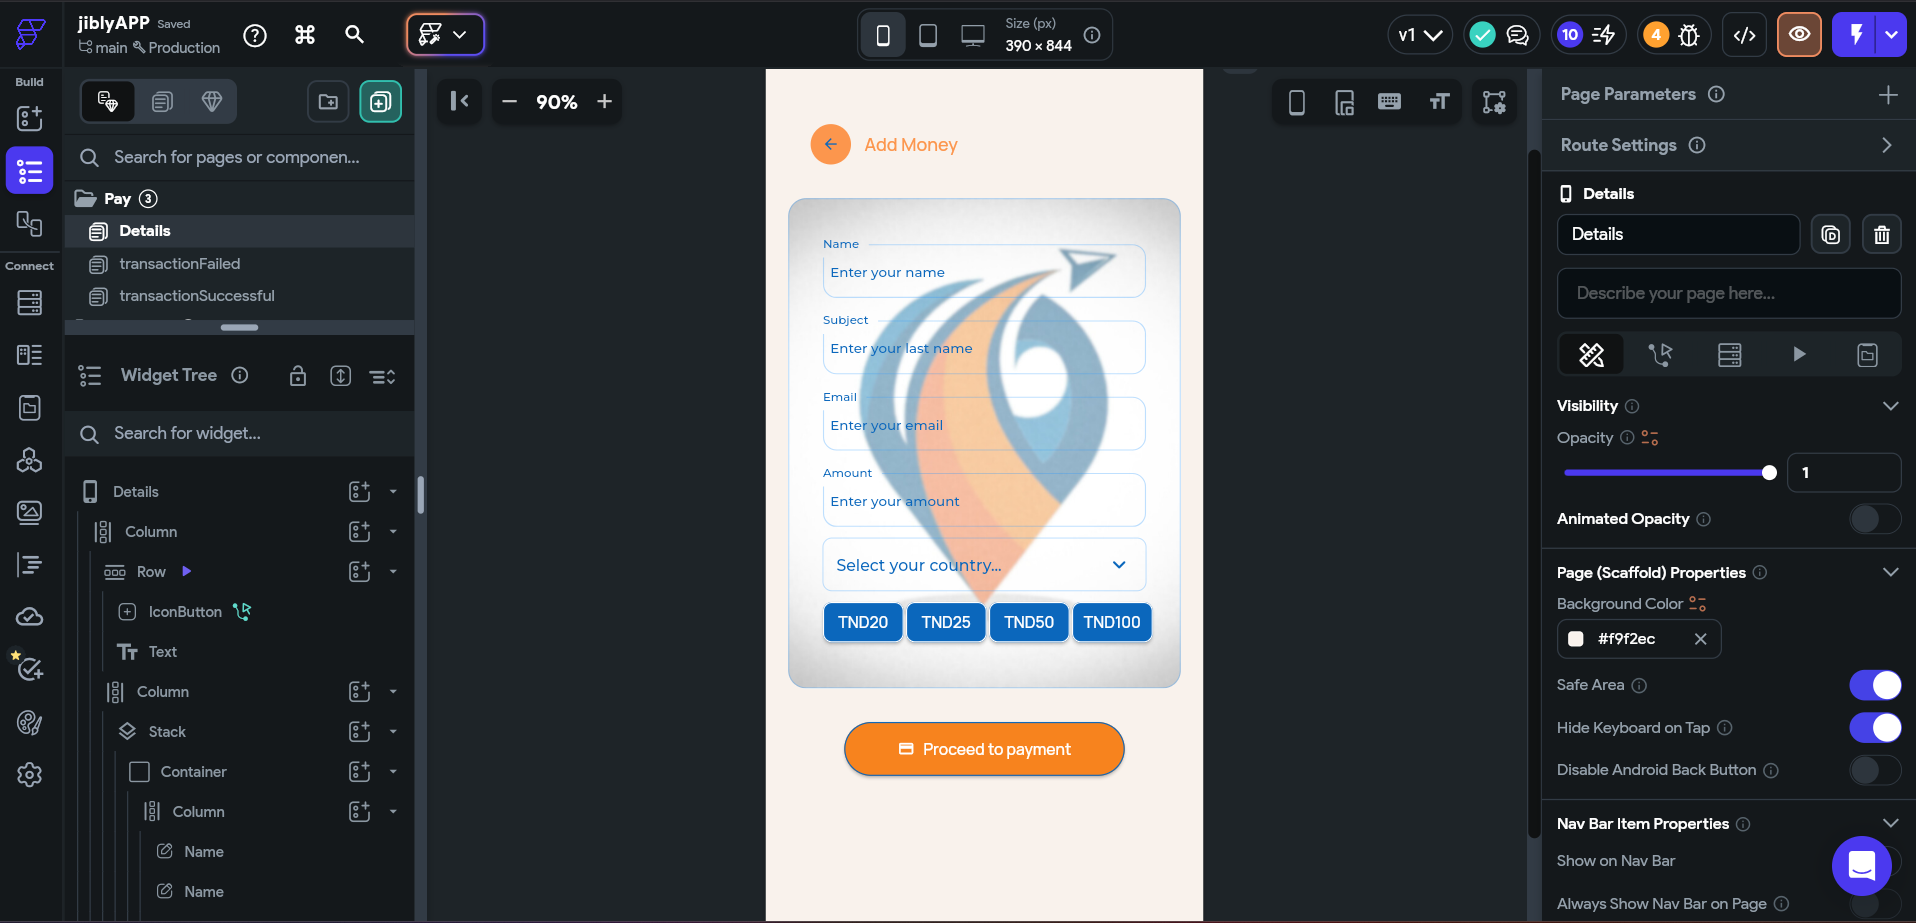 jiblyAPP Saved
main Production
Size (px)
390 × 844
v1
10
4
Build
Connect
Search for pages or componen...
Pay 3
Details
transactionFailed
transactionSuccessful
Widget Tree
Search for widget...
Details
Column
Row
IconButton
Text
Column
Stack
Container
Column
Name
Name
90%
Add Money
Name
Enter your name
Subject
Enter your last name
Email
Enter your email
Amount
Enter your amount
Select your country...
TND20 TND25 TND50 TND100
Proceed to payment
Page Parameters
Route Settings
Details
Details
Describe your page here...
Visibility
Opacity
1
Animated Opacity
Page (Scaffold) Properties
Background Color
#f9f2ec
Safe Area
Hide Keyboard on Tap
Disable Android Back Button
Nav Bar Item Properties
Show on Nav Bar
Always Show Nav Bar on Page